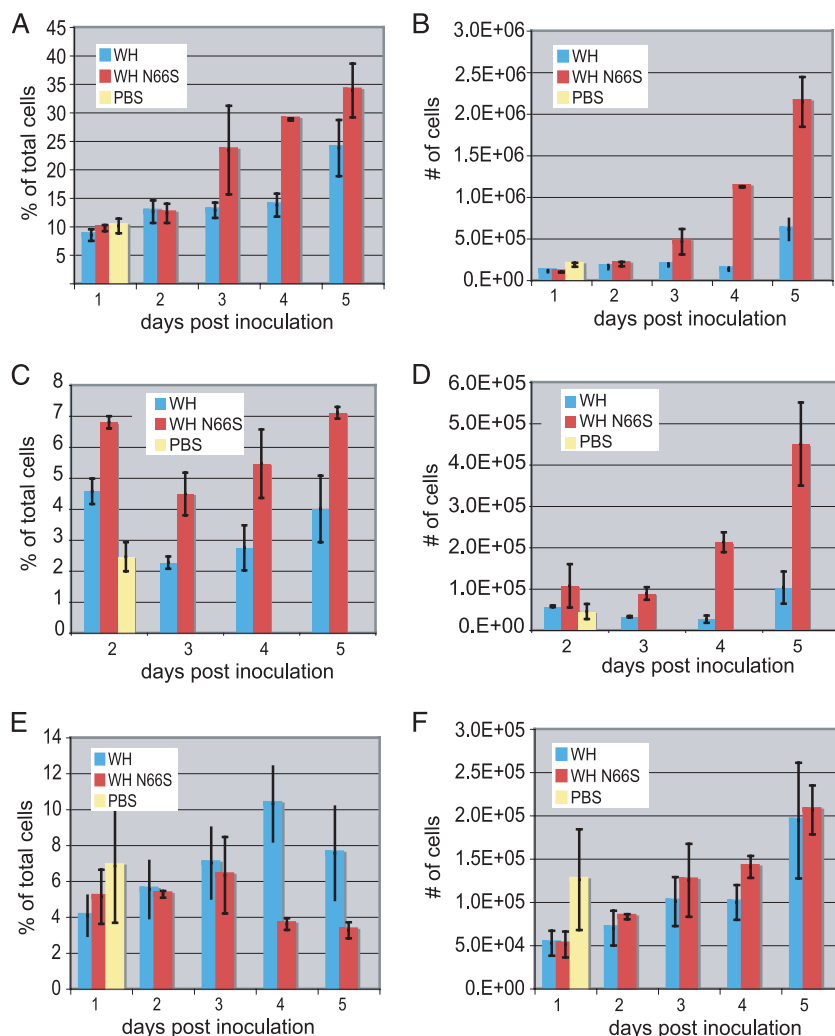 A
% of total cells
45
40
35
30
25
20
15
10
5
WH
WH N66S
PBS
1 2 3 4 5
days post inoculation
B
# of cells
3.0E+06
2.5E+06
2.0E+06
1.5E+06
1.0E+06
5.0E+05
0.E+00
WH
WH N66S
PBS
1 2 3 4 5
days post inoculation
C
% of total cells
8
7
6
5
4
3
2
1
0
WH
WH N66S
PBS
2 3 4 5
days post inoculation
D
# of cells
6.0E+05
5.0E+05
4.0E+05
3.0E+05
2.0E+05
1.0E+05
0.E+00
WH
WH N66S
PBS
2 3 4 5
days post inoculation
E
% of total cells
14
12
10
8
6
4
2
0
WH
WH N66S
PBS
1 2 3 4 5
days post inoculation
F
# of cells
3.0E+05
2.5E+05
2.0E+05
1.5E+05
1.0E+05
5.0E+04
0.E+00
WH
WH N66S
PBS
1 2 3 4 5
days post inoculation